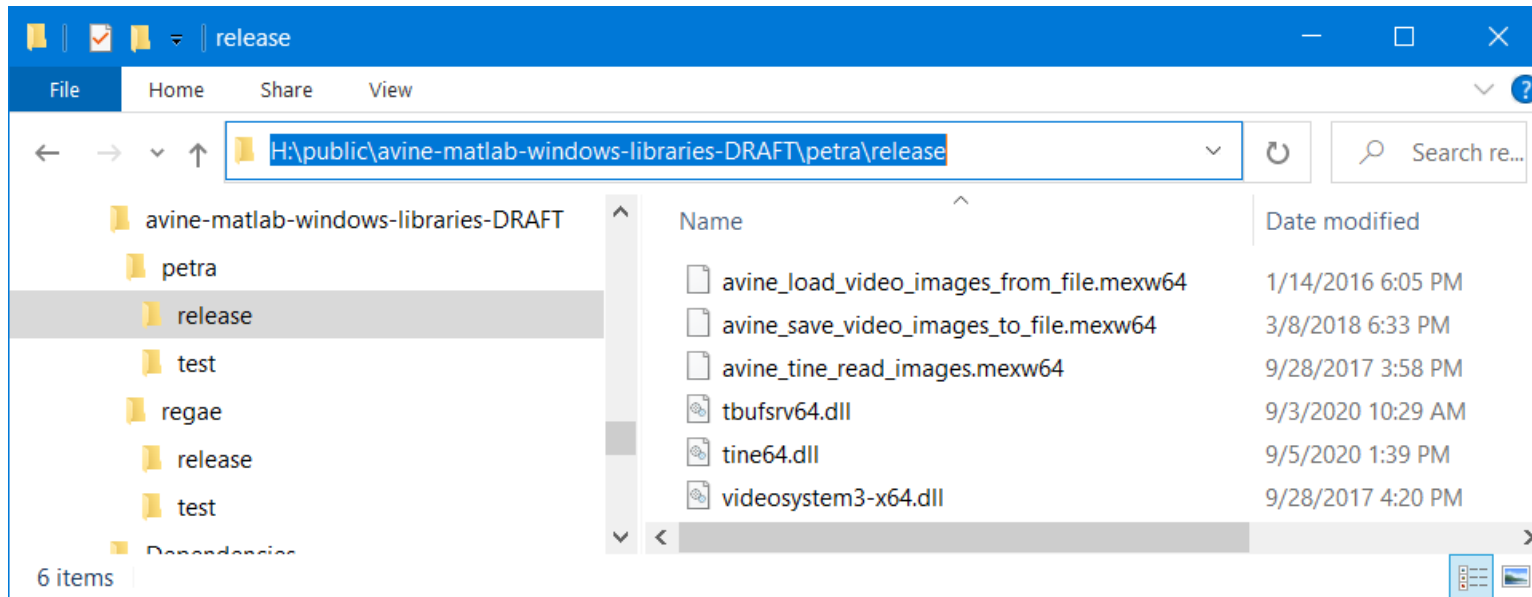 release
File Home Share View
?
H:\public\avine-matlab-windows-libraries-DRAFT\petra\release
Search re...
avine-matlab-windows-libraries-DRAFT
petra
release
test
regae
release
test
Dependencies
Name Date modified
avine_load_video_images_from_file.mexw64 1/14/2016 6:05 PM
avine_save_video_images_to_file.mexw64 3/8/2018 6:33 PM
avine_tine_read_images.mexw64 9/28/2017 3:58 PM
tbufsrv64.dll 9/3/2020 10:29 AM
tine64.dll 9/5/2020 1:39 PM
videosystem3-x64.dll 9/28/2017 4:20 PM
6 items